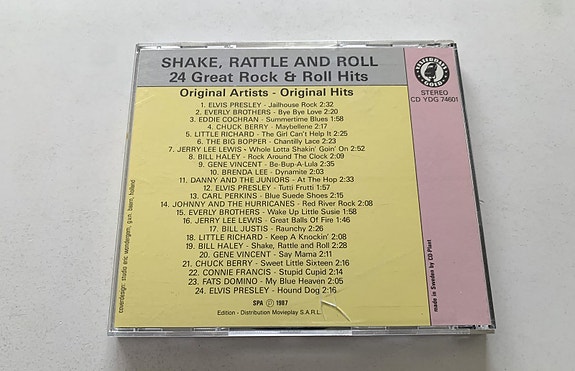 SHAKE, RATTLE AND ROLL
24 Great Rock & Roll Hits
Original Artists - Original Hits
1. ELVIS PRESLEY - Jailhouse Rock 2:32
2. EVERLY BROTHERS - Bye Bye Love 2:20
3. EDDIE COCHRAN - Summertime Blues 1:58
4. CHUCK BERRY - Maybellene 2:17
5. LITTLE RICHARD - The Girl Can't Help It 2:25
6. THE BIG BOPPER - Chantilly Lace 2:23
7. JERRY LEE LEWIS - Whole Lotta Shakin' Goin' On 2:52
8. BILL HALEY - Rock Around The Clock 2:09
9. GENE VINCENT - Be-Bup-A-Lula 2:35
10. BRENDA LEE - Dynamite 2:03
11. DANNY AND THE JUNIORS - At The Hop 2:33
12. ELVIS PRESLEY - Tutti Frutti 1:57
13. CARL PERKINS - Blue Suede Shoes 2:15
14. JOHNNY AND THE HURRICANES - Red River Rock 2:08
15. EVERLY BROTHERS - Wake Up Little Susie 1:58
16. JERRY LEE LEWIS - Great Balls Of Fire 1:46
17. BILL JUSTIS - Raunchy 2:26
18. LITTLE RICHARD - Keep A Knockin' 2:08
19. BILL HALEY - Shake, Rattle and Roll 2:28
20. GENE VINCENT - Say Mama 2:11
21. CHUCK BERRY - Sweet Little Sixteen 2:16
22. CONNIE FRANCIS - Stupid Cupid 2:14
23. FATS DOMINO - My Blue Heaven 2:05
24. ELVIS PRESLEY - Hound Dog 2:16
SPA Ⓟ 1987
Edition - Distribution Movieplay S.A.R.L.
coverdesign: studio eric wondergem, baarn, holland
GOLD
STEREO
CD YDG 74601
made in Sweden by CD Plant